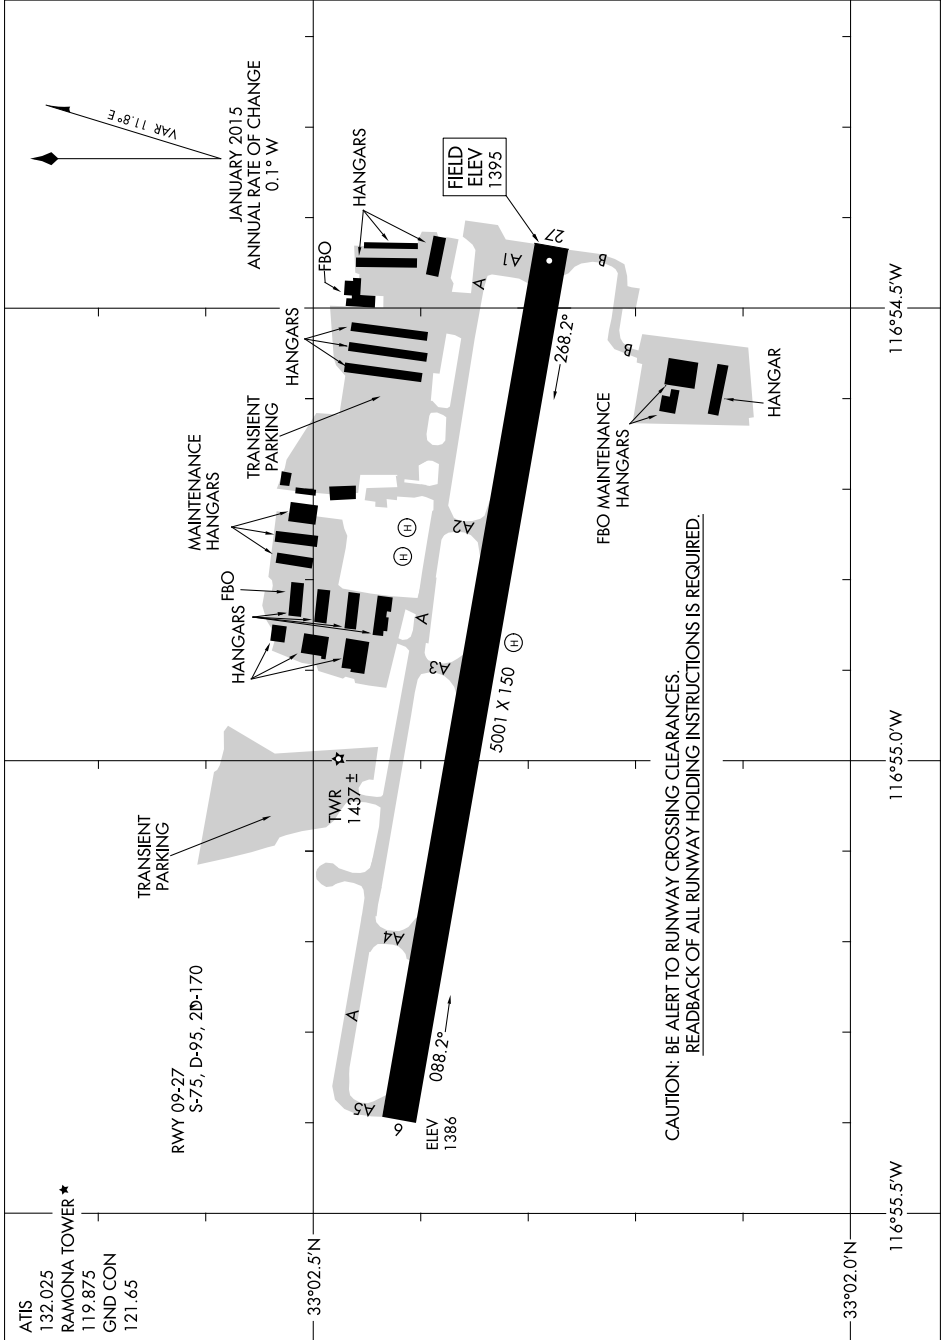 ATIS
132.025
RAMONA TOWER ★
119.875
GND CON
121.65
RWY 09-27
S-75, D-95, 2D-170
VAR 11.8° E
JANUARY 2015
ANNUAL RATE OF CHANGE
0.1° W
TRANSIENT
PARKING
HANGARS
FBO
MAINTENANCE
HANGARS
TRANSIENT
PARKING
HANGARS
FBO
HANGARS
FIELD
ELEV
1395
TWR
1437 ±
H
H
H
A
A
A
A1
A2
A3
A4
A5
B
B
9
27
ELEV
1386
088.2°
5001 X 150
268.2°
FBO MAINTENANCE
HANGARS
HANGAR
CAUTION: BE ALERT TO RUNWAY CROSSING CLEARANCES.
READBACK OF ALL RUNWAY HOLDING INSTRUCTIONS IS REQUIRED.
33°02.5'N
33°02.0'N
116°55.5'W
116°55.0'W
116°54.5'W